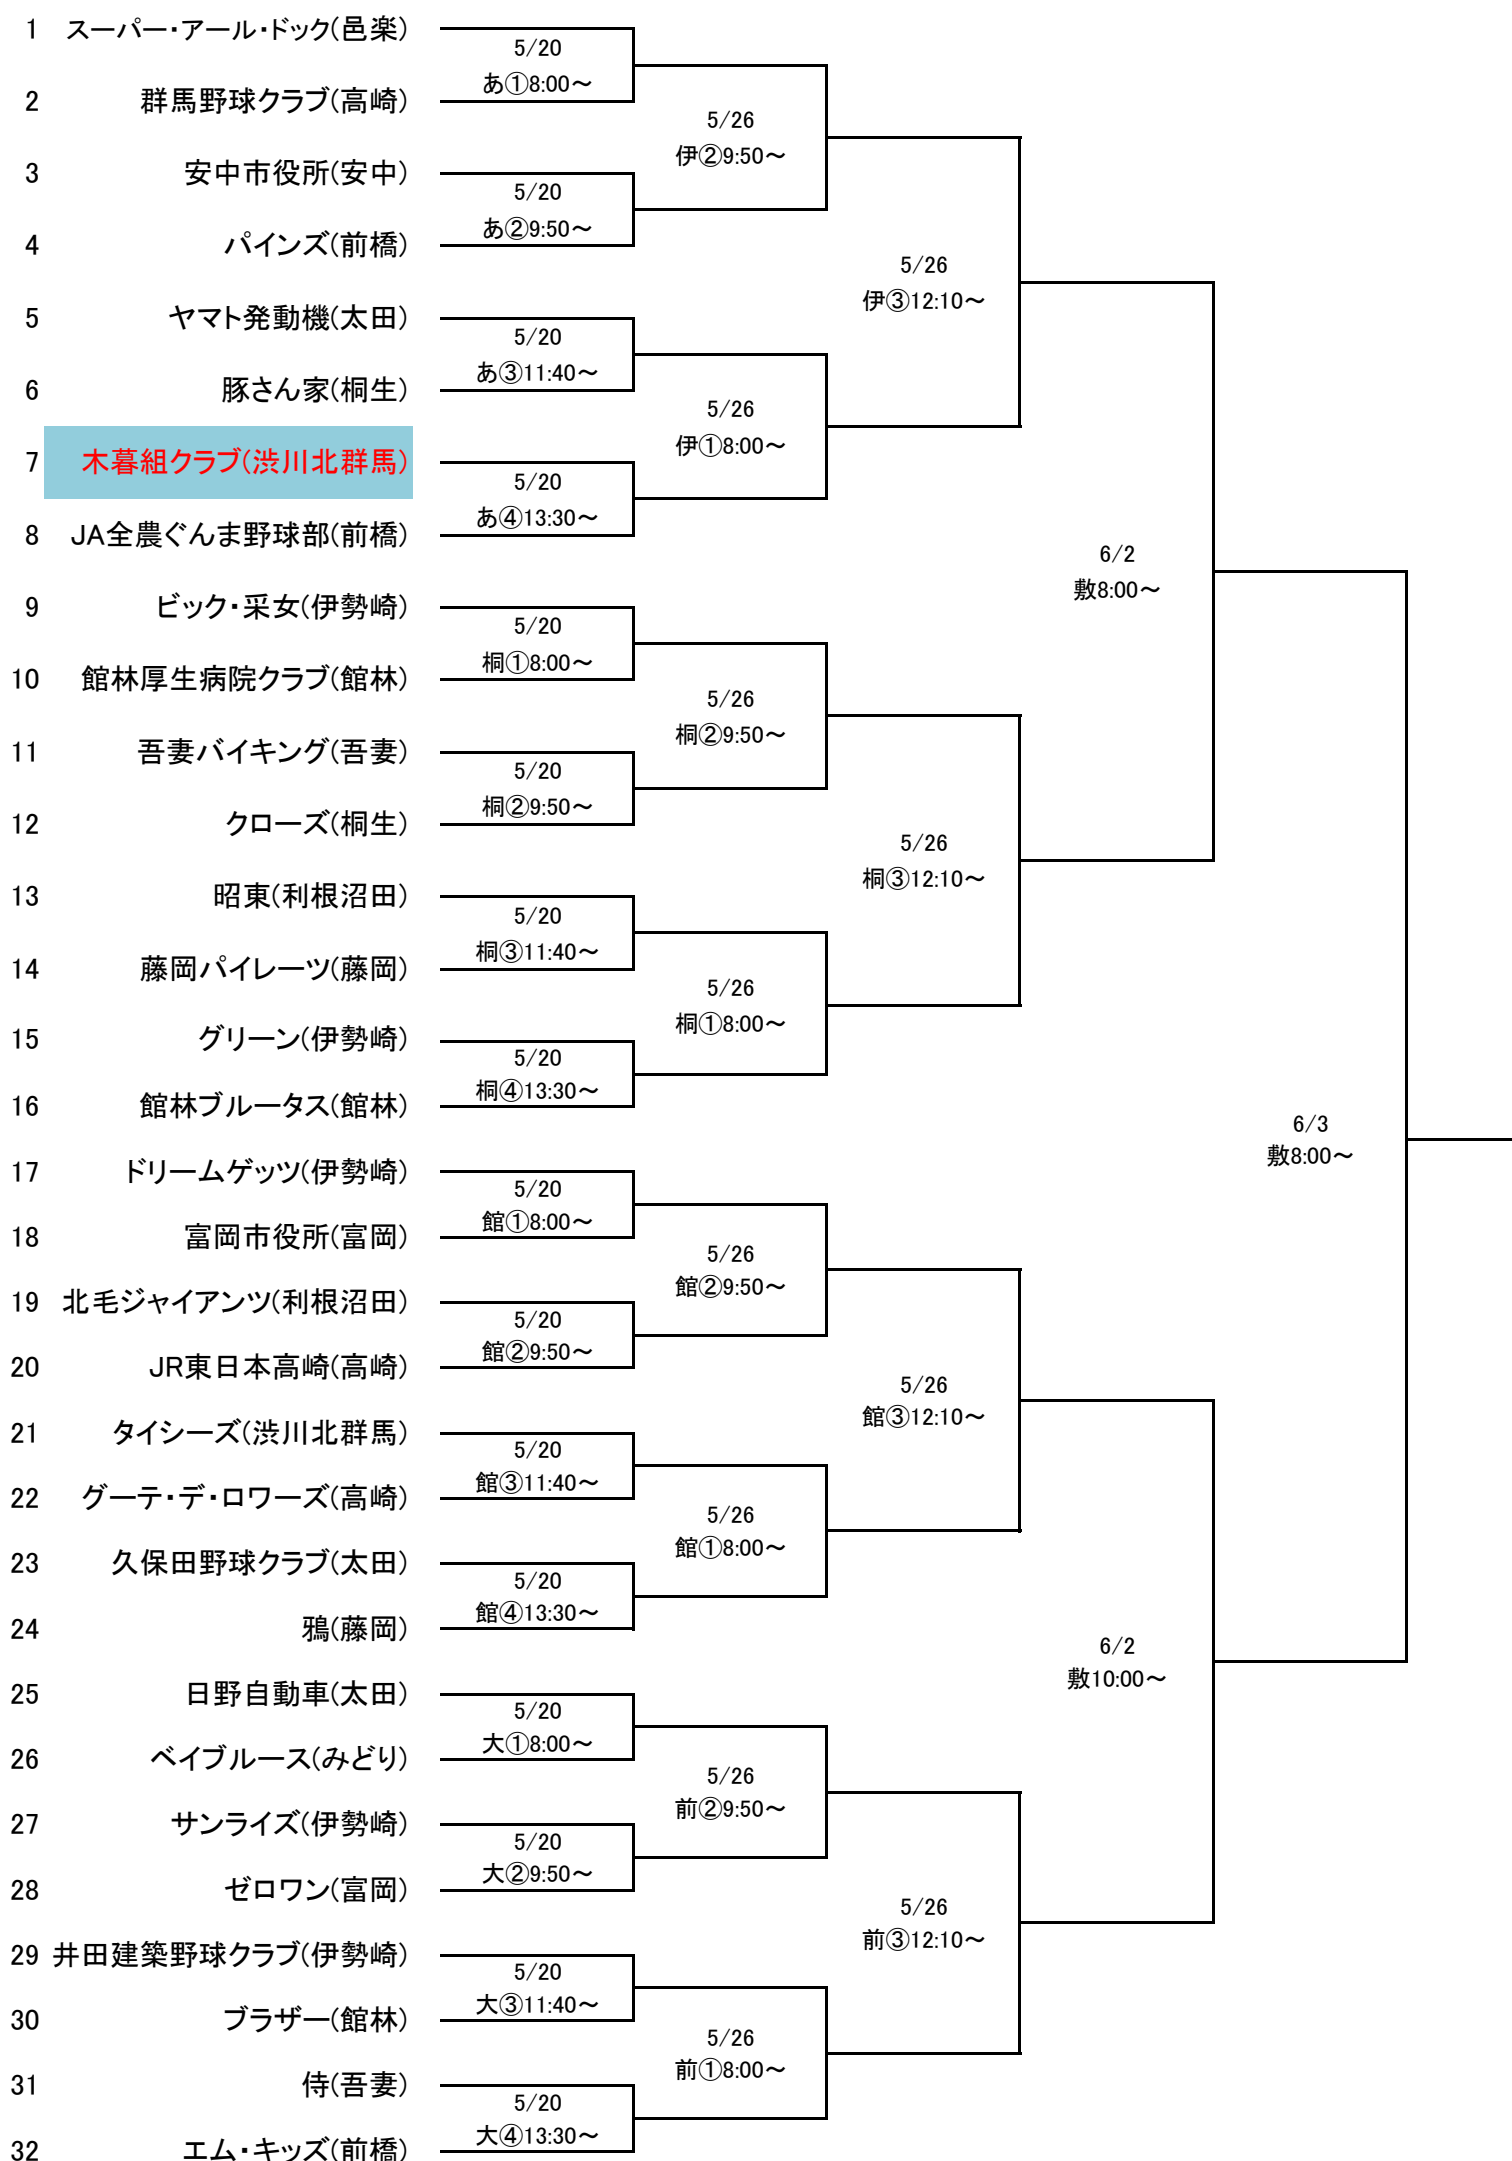 1 スーパー・アール・ドック(邑楽)
5/20
あ①8:00～
2 群馬野球クラブ(高崎)
5/26
伊②9:50～
3 安中市役所(安中)
5/20
あ②9:50～
4 パインズ(前橋)
5/26
伊③12:10～
5 ヤマト発動機(太田)
5/20
あ③11:40～
6 豚さん家(桐生)
5/26
伊①8:00～
7 木暮組クラブ(渋川北群馬)
5/20
あ④13:30～
8 JA全農ぐんま野球部(前橋)
6/2
敷8:00～
9 ビック・采女(伊勢崎)
5/20
桐①8:00～
10 館林厚生病院クラブ(館林)
5/26
桐②9:50～
11 吾妻バイキング(吾妻)
5/20
桐②9:50～
12 クローズ(桐生)
5/26
桐③12:10～
13 昭東(利根沼田)
5/20
桐③11:40～
14 藤岡パイレーツ(藤岡)
5/26
桐①8:00～
15 グリーン(伊勢崎)
5/20
桐④13:30～
16 館林ブルータス(館林)
6/3
敷8:00～
17 ドリームゲッツ(伊勢崎)
5/20
館①8:00～
18 富岡市役所(富岡)
5/26
館②9:50～
19 北毛ジャイアンツ(利根沼田)
5/20
館②9:50～
20 JR東日本高崎(高崎)
5/26
館③12:10～
21 タイシーズ(渋川北群馬)
5/20
館③11:40～
22 グーテ・デ・ロワーズ(高崎)
5/26
館①8:00～
23 久保田野球クラブ(太田)
5/20
館④13:30～
24 鴉(藤岡)
6/2
敷10:00～
25 日野自動車(太田)
5/20
大①8:00～
26 ベイブルース(みどり)
5/26
前②9:50～
27 サンライズ(伊勢崎)
5/20
大②9:50～
28 ゼロワン(富岡)
5/26
前③12:10～
29 井田建築野球クラブ(伊勢崎)
5/20
大③11:40～
30 ブラザー(館林)
5/26
前①8:00～
31 侍(吾妻)
5/20
大④13:30～
32 エム・キッズ(前橋)